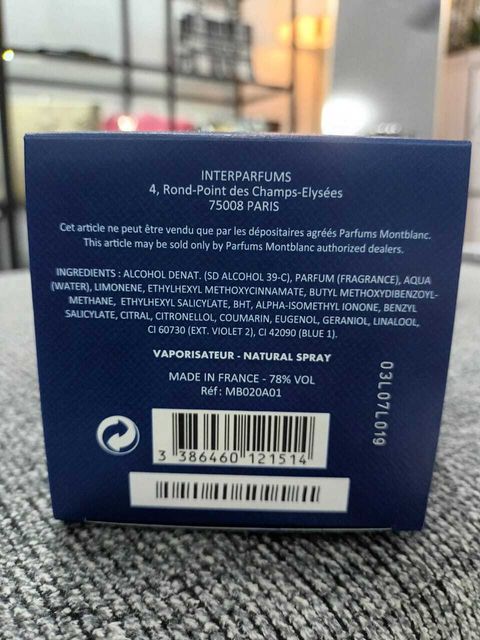 INTERPARFUMS
4, Rond-Point des Champs-Elysées
75008 PARIS
Cet article ne peut être vendu que par les dépositaires agréés Parfums Montblanc.
This article may be sold only by Parfums Montblanc authorized dealers.
INGREDIENTS : ALCOHOL DENAT. (SD ALCOHOL 39-C), PARFUM (FRAGRANCE), AQUA
(WATER), LIMONENE, ETHYLHEXYL METHOXYCINNAMATE, BUTYL METHOXYDIBENZOYL-
METHANE, ETHYLHEXYL SALICYLATE, BHT, ALPHA-ISOMETHYL IONONE, BENZYL
SALICYLATE, CITRAL, CITRONELLOL, COUMARIN, EUGENOL, GERANIOL, LINALOOL,
CI 60730 (EXT. VIOLET 2), CI 42090 (BLUE 1).
VAPORISATEUR - NATURAL SPRAY
MADE IN FRANCE - 78% VOL
Réf : MB020A01
03L07L019
3 386460 121514